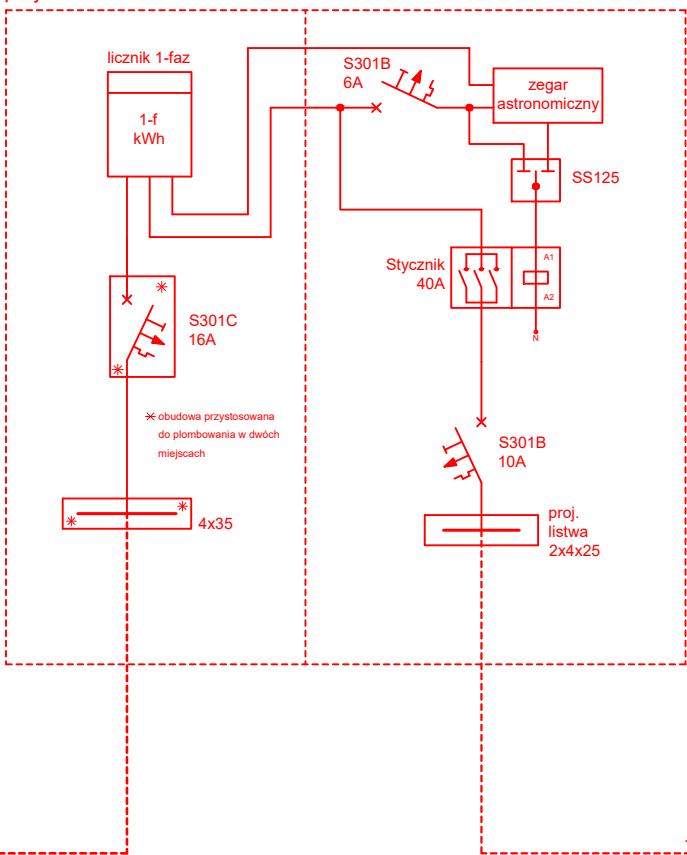 licznik 1-faz
1-f
kWh
S301B
6A
zegar
astronomiczny
SS125
Stycznik
40A
A1
A2
N
S301C
16A
obudowa przystosowana
do plombowania w dwóch
miejscach
S301B
10A
4x35
proj.
listwa
2x4x25